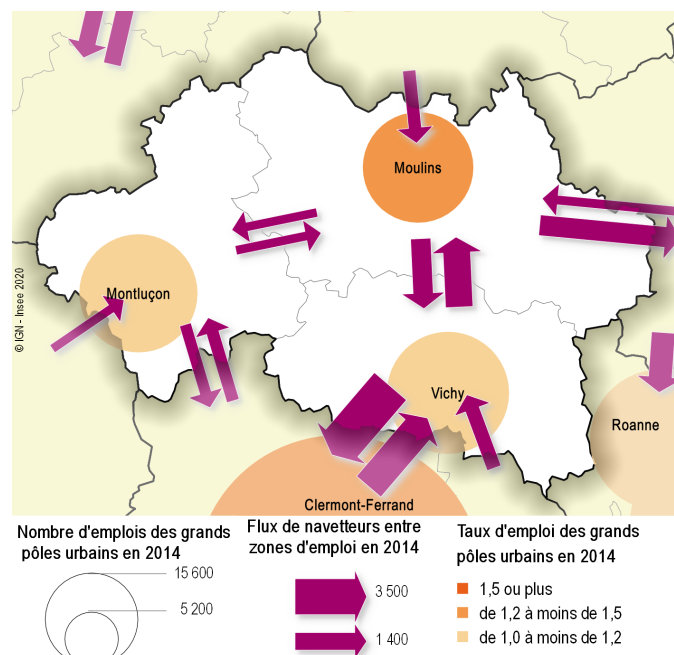 Moulins
Montluçon
© IGN - Insee 2020
Vichy
Roanne
Clermont-Ferrand
Nombre d'emplois des grands
pôles urbains en 2014
15 600
5 200
Flux de navetteurs entre
zones d'emploi en 2014
3 500
1 400
Taux d'emploi des grands
pôles urbains en 2014
1,5 ou plus
de 1,2 à moins de 1,5
de 1,0 à moins de 1,2